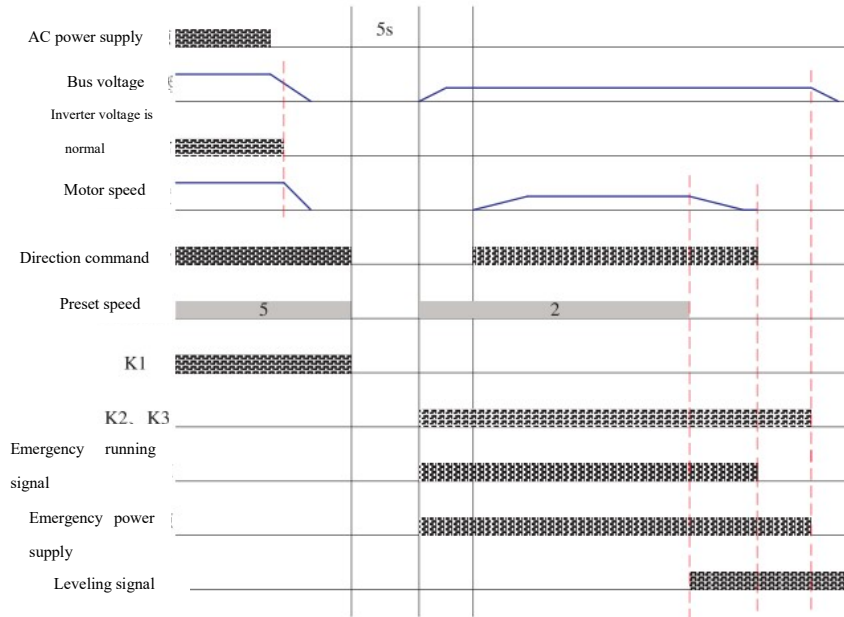 AC power supply
5s
Bus voltage
Inverter voltage is
normal
Motor speed
Direction command
Preset speed
5
2
K1
K2、K3
Emergency running
signal
Emergency power
supply
Leveling signal